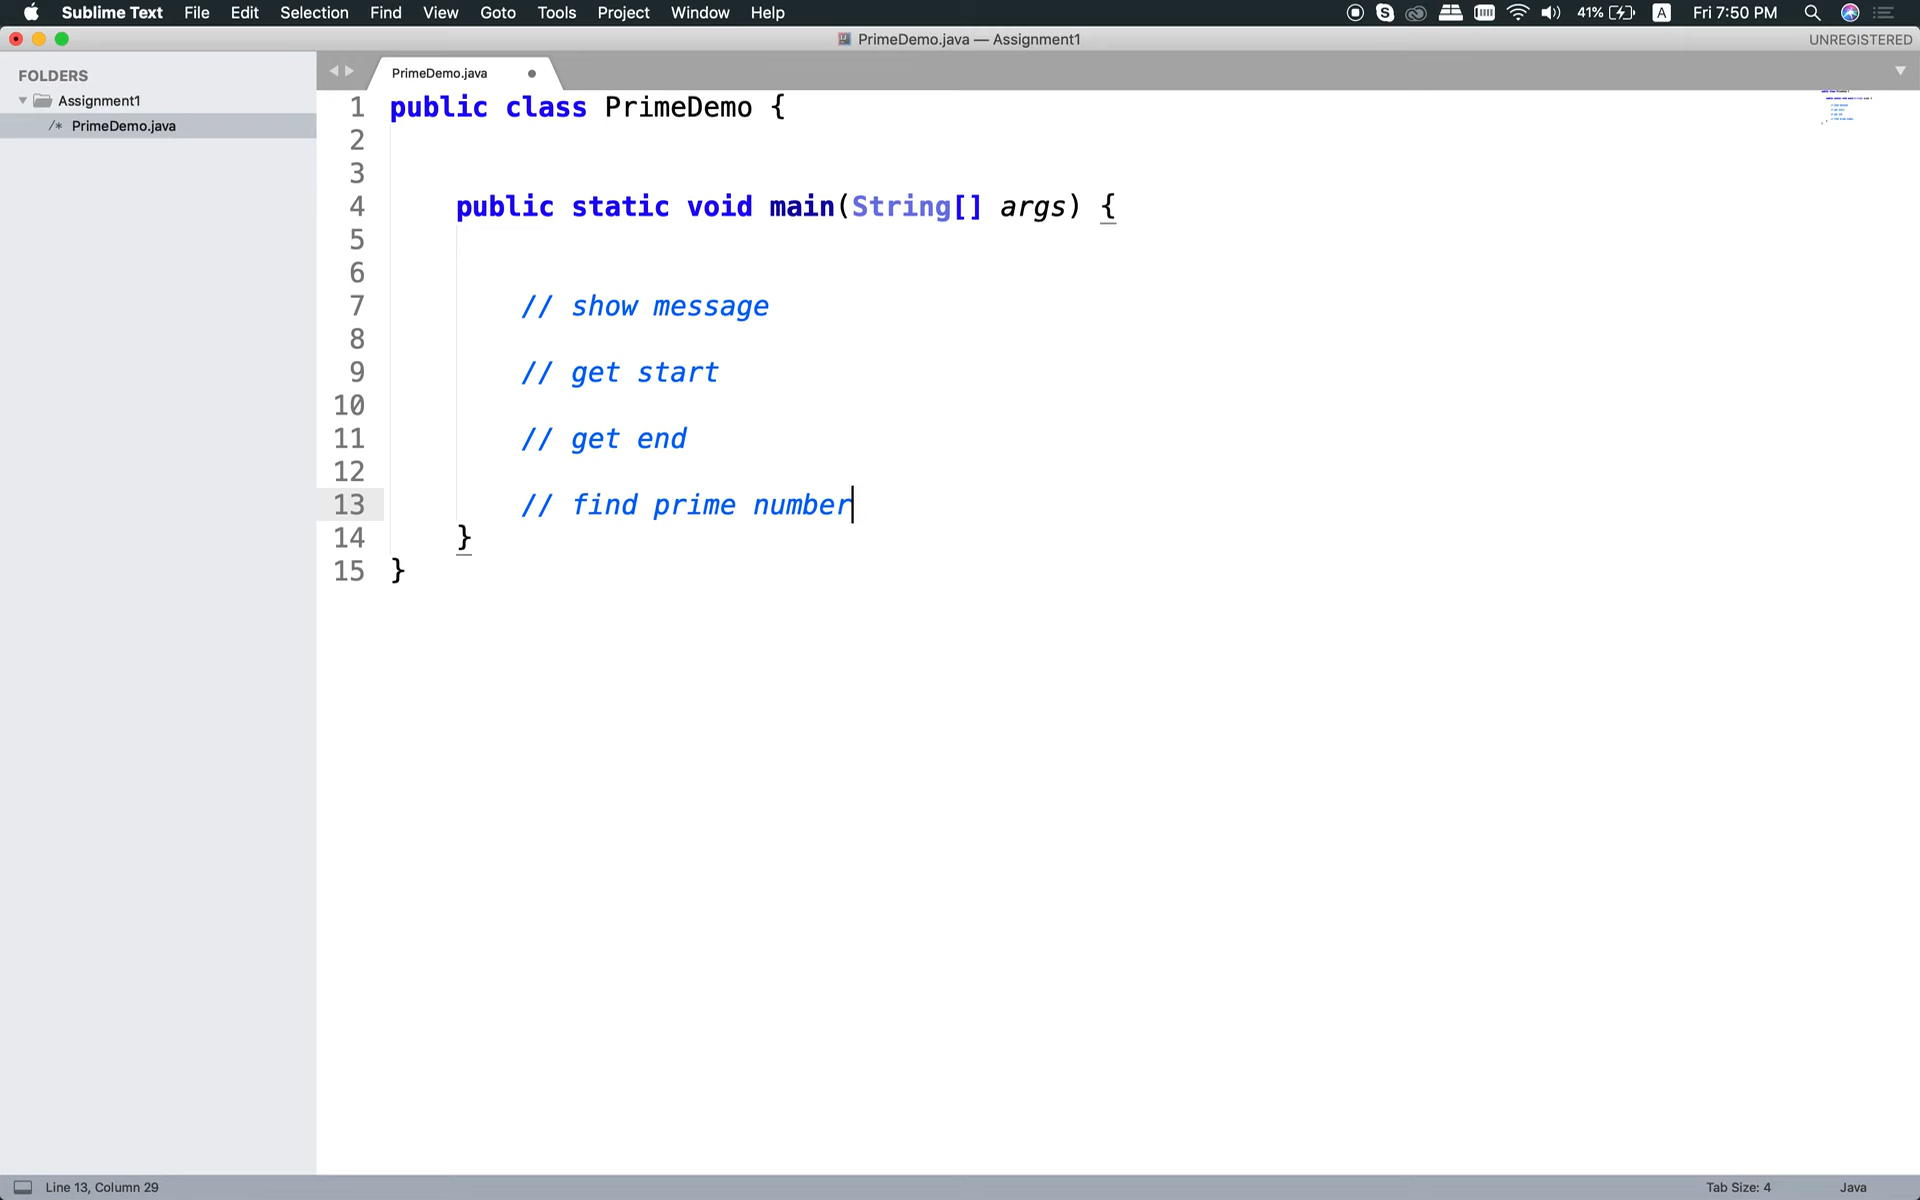 Sublime Text File Edit Selection Find View Goto Tools Project Window Help 41% A Fri 7:50 PM
PrimeDemo.java — Assignment1 UNREGISTERED
FOLDERS
Assignment1
/* PrimeDemo.java
PrimeDemo.java
1 public class PrimeDemo {
2
3
4 public static void main(String[] args) {
5
6
7 // show message
8
9 // get start
10
11 // get end
12
13 // find prime number
14 }
15 }
Line 13, Column 29 Tab Size: 4 Java